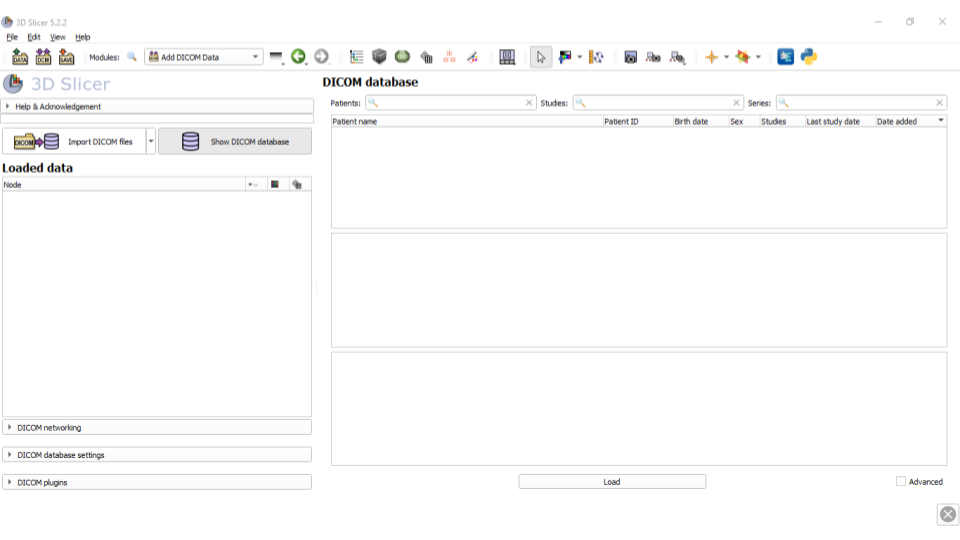 3D Slicer 5.2.2
File Edit View Help
DATA DCM SAVE Modules: Add DICOM Data
3D Slicer
Help & Acknowledgement
DICOM Import DICOM files Show DICOM database
Loaded data
Node
DICOM networking
DICOM database settings
DICOM plugins
DICOM database
Patients: Studies: Series:
Patient name Patient ID Birth date Sex Studies Last study date Date added
Load Advanced